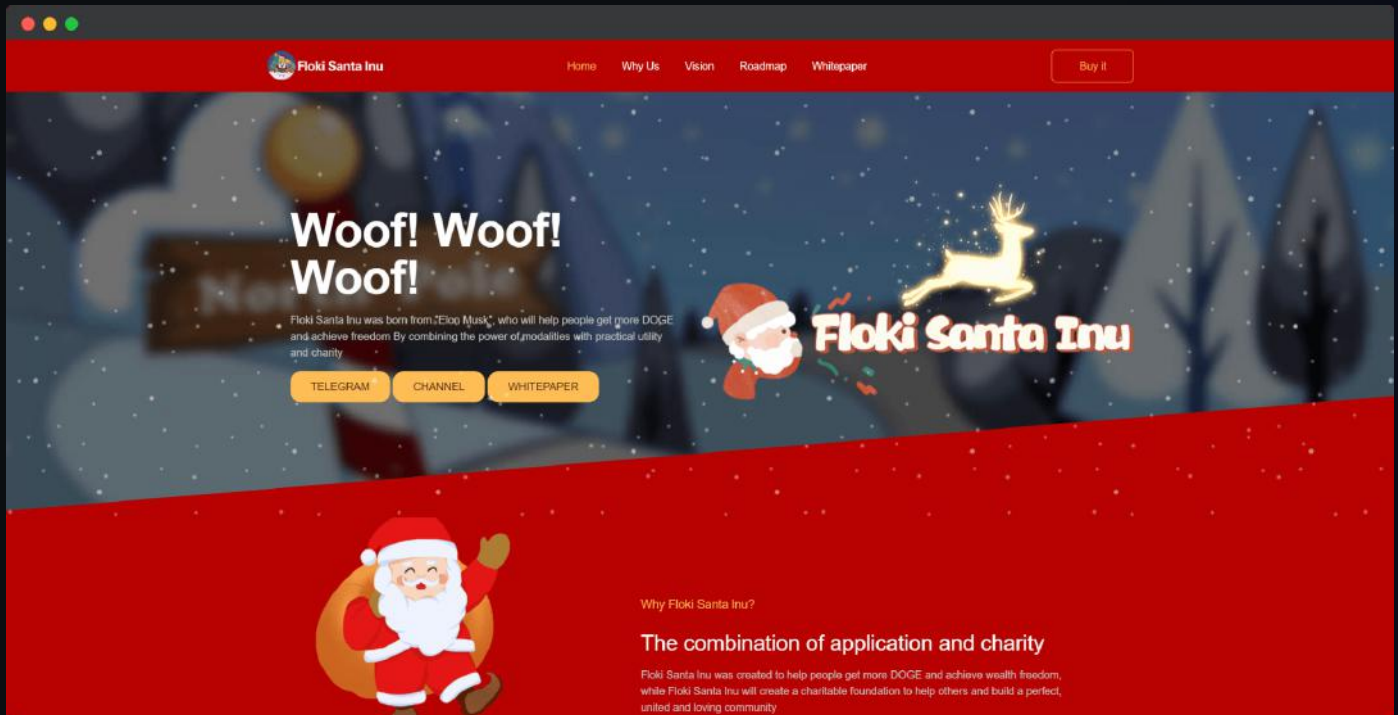 Floki Santa Inu
Home
Why Us
Vision
Roadmap
Whitepaper
Buy it
North Pole
Woof! Woof!
Woof!
Floki Santa Inu was born from "Elon Musk", who will help people get more DOGE
and achieve freedom By combining the power of modalities with practical utility
and charity
TELEGRAM
CHANNEL
WHITEPAPER
Floki Santa Inu
Why Floki Santa Inu?
The combination of application and charity
Floki Santa Inu was created to help people get more DOGE and achieve wealth freedom,
while Floki Santa Inu will create a charitable foundation to help others and build a perfect,
united and loving community